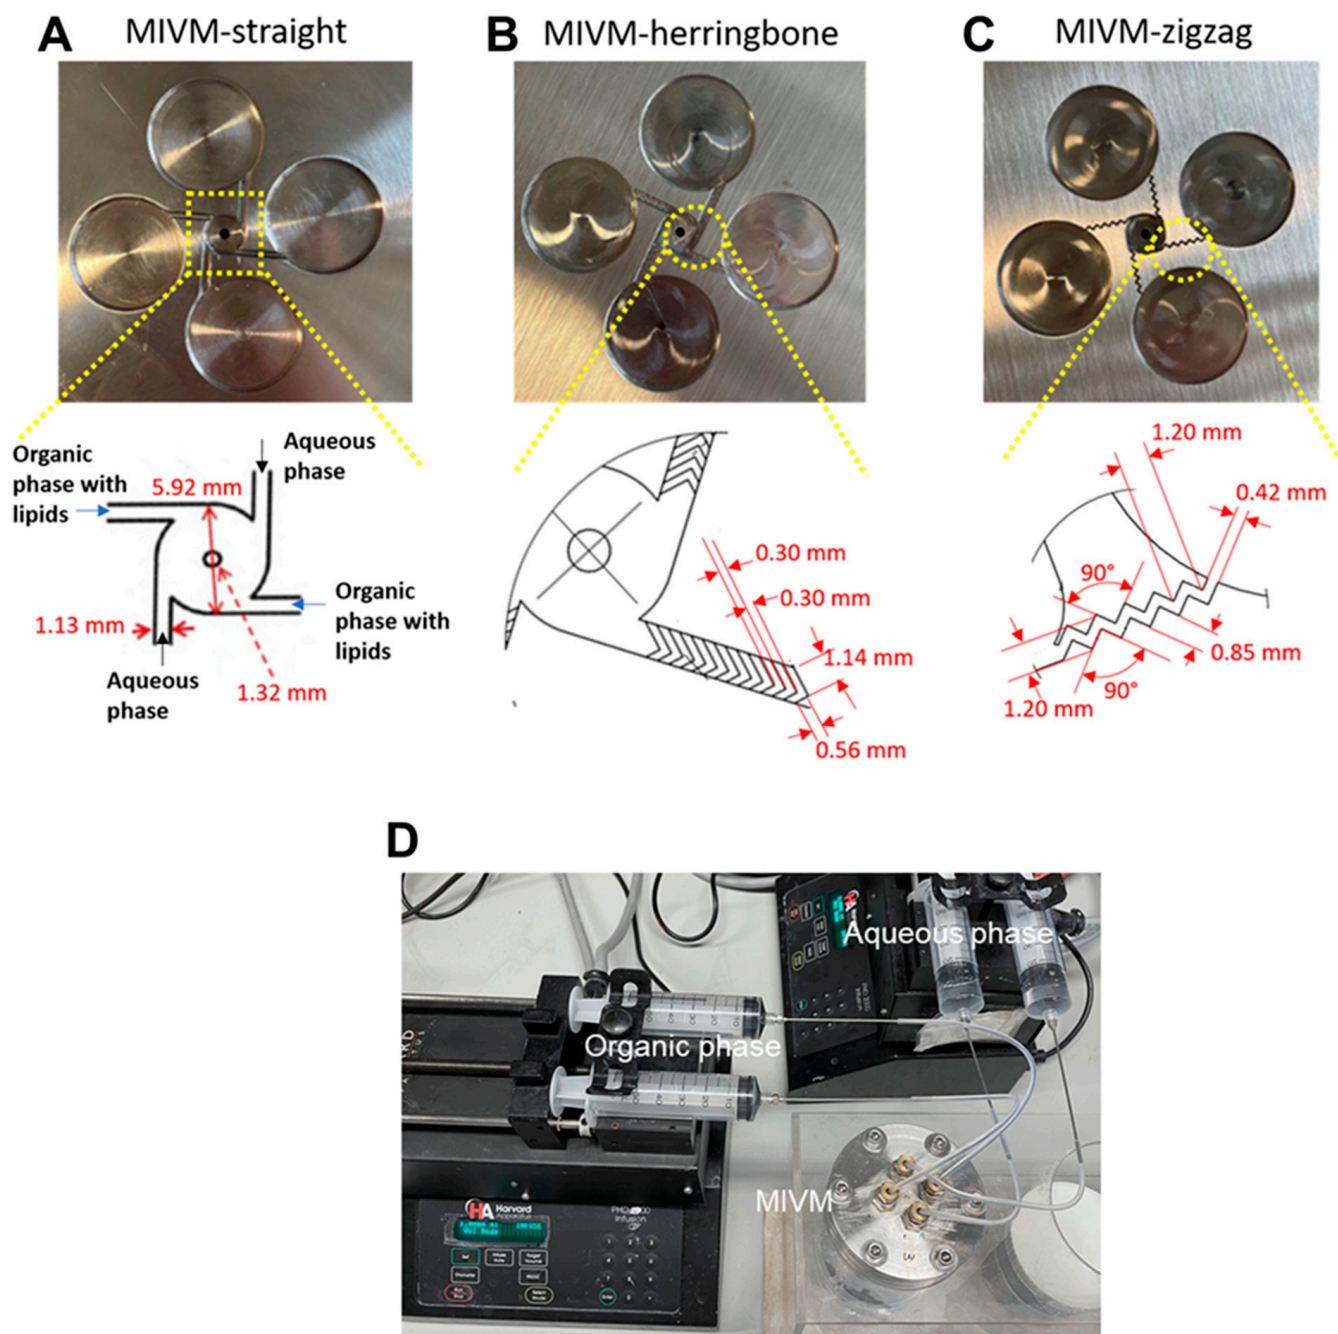 A MIVM-straight
B MIVM-herringbone
C MIVM-zigzag
Organic
phase with
lipids
Aqueous
phase
5.92 mm
1.13 mm
Organic
phase with
lipids
Aqueous
phase
1.32 mm
0.30 mm
0.30 mm
1.14 mm
0.56 mm
1.20 mm
0.42 mm
90°
0.85 mm
90°
1.20 mm
D
Aqueous phase
Organic phase
MIVM
HA Harvard
Apparatus
Infusion